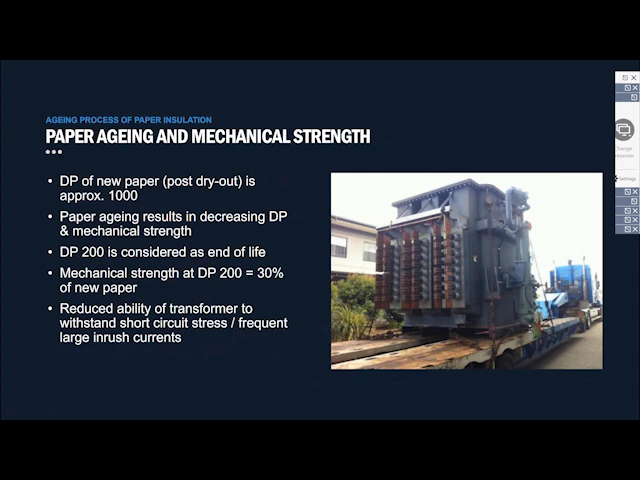 AGEING PROCESS OF PAPER INSULATION
PAPER AGEING AND MECHANICAL STRENGTH
• DP of new paper (post dry-out) is
approx. 1000
• Paper ageing results in decreasing DP
& mechanical strength
• DP 200 is considered as end of life
• Mechanical strength at DP 200 = 30%
of new paper
• Reduced ability of transformer to
withstand short circuit stress / frequent
large inrush currents
Change
Settings